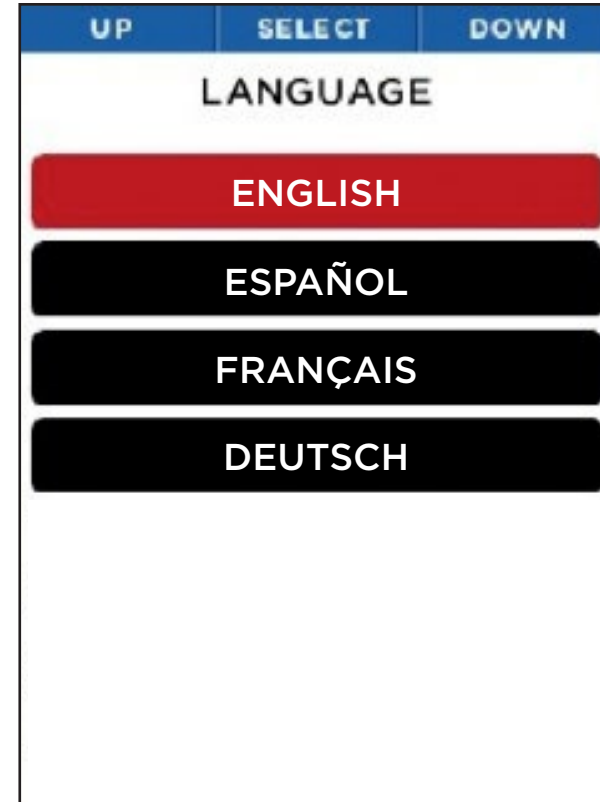 UP SELECT DOWN
LANGUAGE
ENGLISH
ESPAÑOL
FRANÇAIS
DEUTSCH